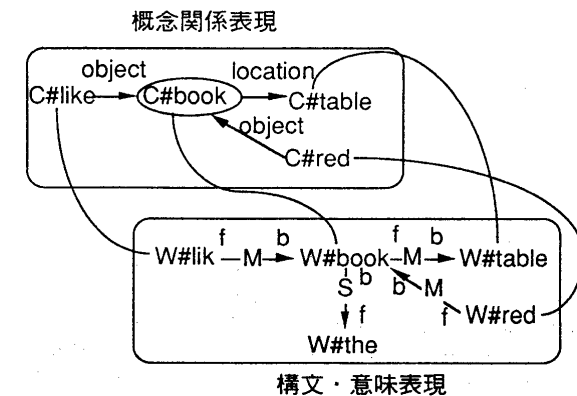 概念関係表現
object location
C#like C#book C#table
object
C#red
f b f b
W#lik M W#book M W#table
S b b M
f f W#red
W#the
構文・意味表現